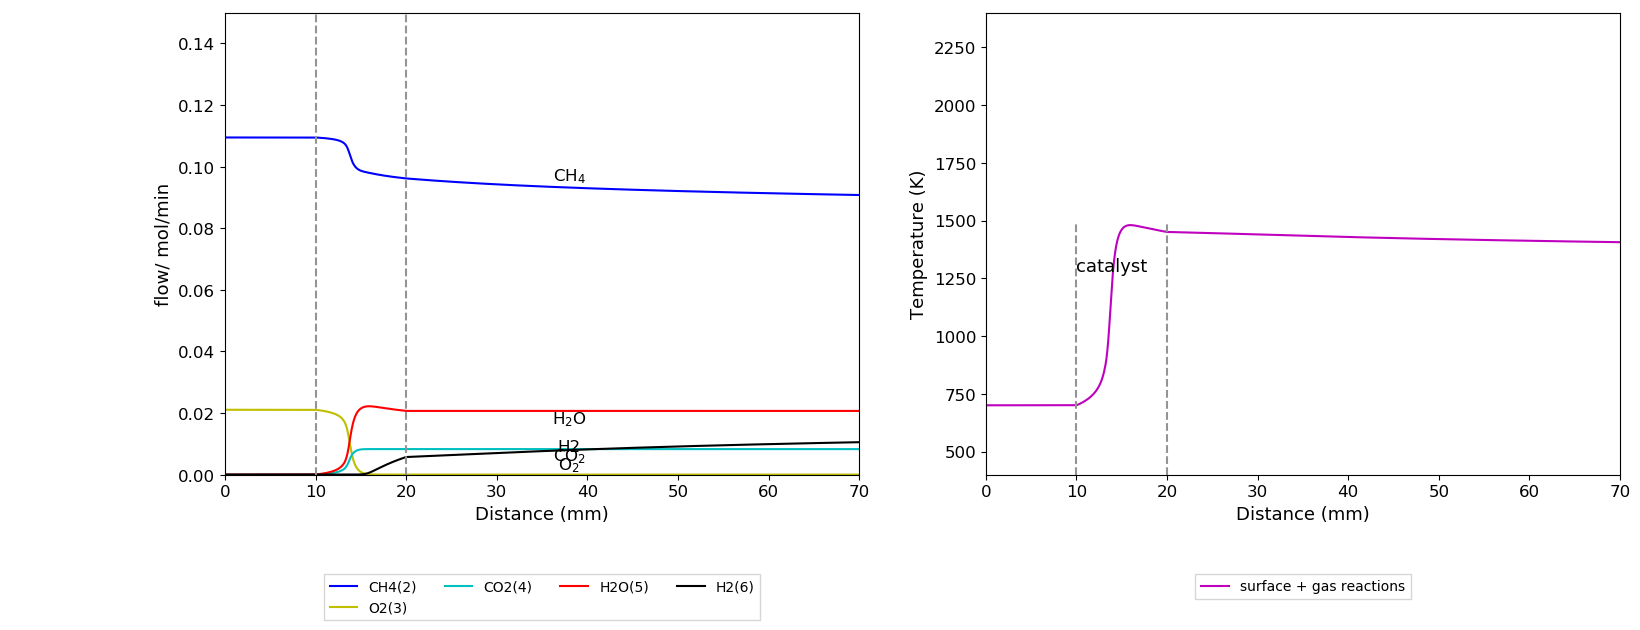 0.14
0.12
0.10
0.08
0.06
0.04
0.02
0.00
flow/ mol/min
CH₄
H₂O
H2
CO₂
O₂
0 10 20 30 40 50 60 70
Distance (mm)
CH4(2) CO2(4) H2O(5) H2(6)
O2(3)
2250
2000
1750
1500
1250
1000
750
500
Temperature (K)
catalyst
0 10 20 30 40 50 60 70
Distance (mm)
surface + gas reactions